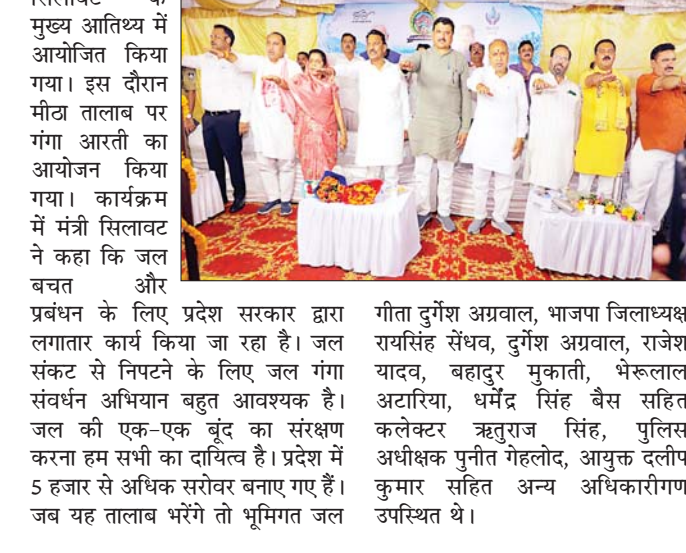 सिलावट के
मुख्य आतिथ्य में
आयोजित किया
गया। इस दौरान
मीठा तालाब पर
गंगा आरती का
आयोजन किया
गया। कार्यक्रम
में मंत्री सिलावट
ने कहा कि जल
बचत और
प्रबंधन के लिए प्रदेश सरकार द्वारा
लगातार कार्य किया जा रहा है। जल
संकट से निपटने के लिए जल गंगा
संवर्धन अभियान बहुत आवश्यक है।
जल की एक-एक बूंद का संरक्षण
करना हम सभी का दायित्व है। प्रदेश में
5 हजार से अधिक सरोवर बनाए गए हैं।
जब यह तालाब भरेंगे तो भूमिगत जल
गीता दुर्गेश अग्रवाल, भाजपा जिलाध्यक्ष
रायसिंह सेंधव, दुर्गेश अग्रवाल, राजेश
यादव, बहादुर मुकाती, भेरूलाल
अटारिया, धर्मेंद्र सिंह बैस सहित
कलेक्टर ऋतुराज सिंह, पुलिस
अधीक्षक पुनीत गेहलोद, आयुक्त दलीप
कुमार सहित अन्य अधिकारीगण
उपस्थित थे।